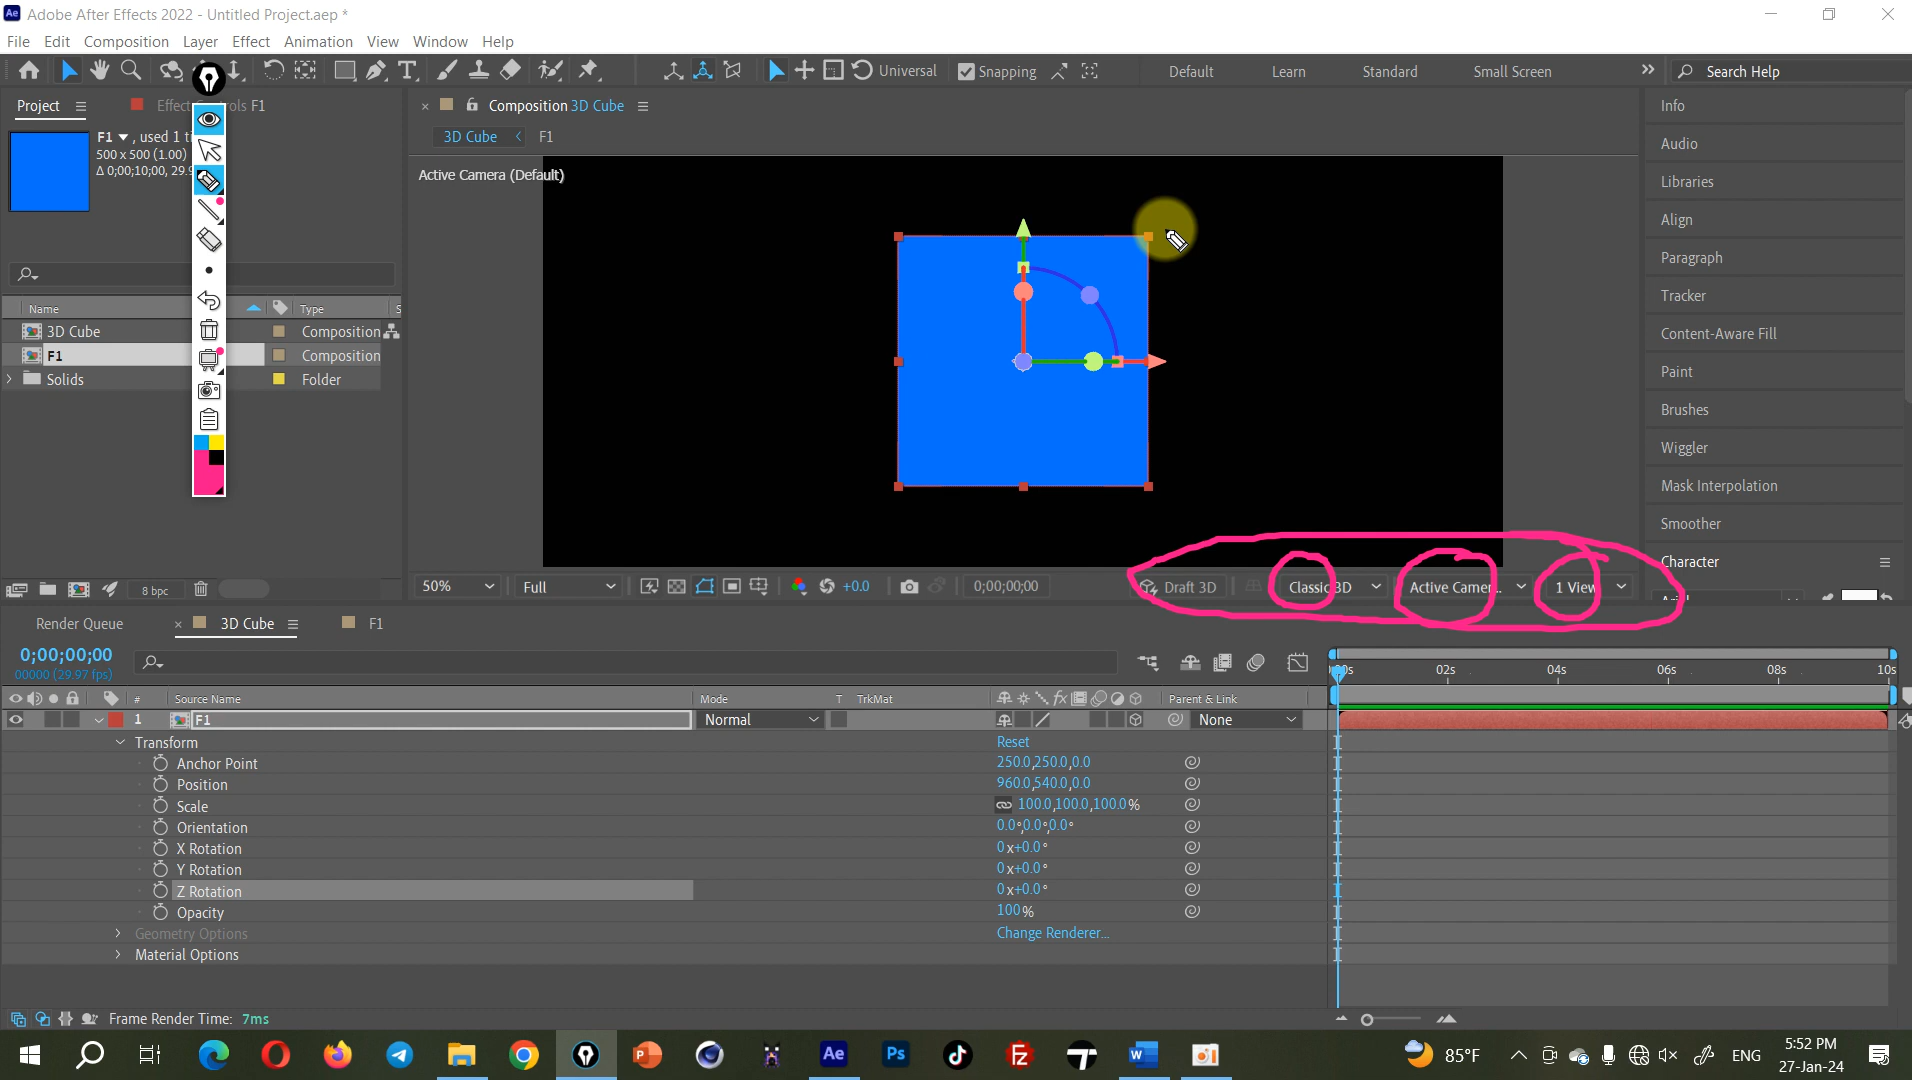 Adobe After Effects 2022 - Untitled Project.aep *
File Edit Composition Layer Effect Animation View Window Help
Universal Snapping Default Learn Standard Small Screen Search Help
Project
F1
Composition 3D Cube
3D Cube F1
F1 , used 1
500 x 500 (1.00)
Δ 0;00;10;00, 29.9
Active Camera (Default)
Name Type
3D Cube Composition
F1 Composition
Solids Folder
Info
Audio
Libraries
Align
Tracker
Paragraph
Content-Aware Fill
Paint
Brushes
Wiggler
Mask Interpolation
Smoother
Character
8 bpc
50% Full +0.0 0;00;00;00 Draft 3D Classic 3D Active Camer... 1 View
Render Queue 3D Cube F1
0;00;00;00
00000 (29.97 fps)
02s 04s 06s 08s 10s
# Source Name Mode T TrkMat fx Parent & Link
1 F1 Normal None
Transform Reset
Anchor Point 250.0,250.0,0.0
Position 960.0,540.0,0.0
Scale 100.0,100.0,100.0%
Orientation 0.0°,0.0°,0.0°
X Rotation 0x+0.0°
Y Rotation 0x+0.0°
Z Rotation 0x+0.0°
Opacity 100%
Geometry Options Change Renderer...
Material Options
Frame Render Time: 7ms
85°F ENG 5:52 PM
27-Jan-24